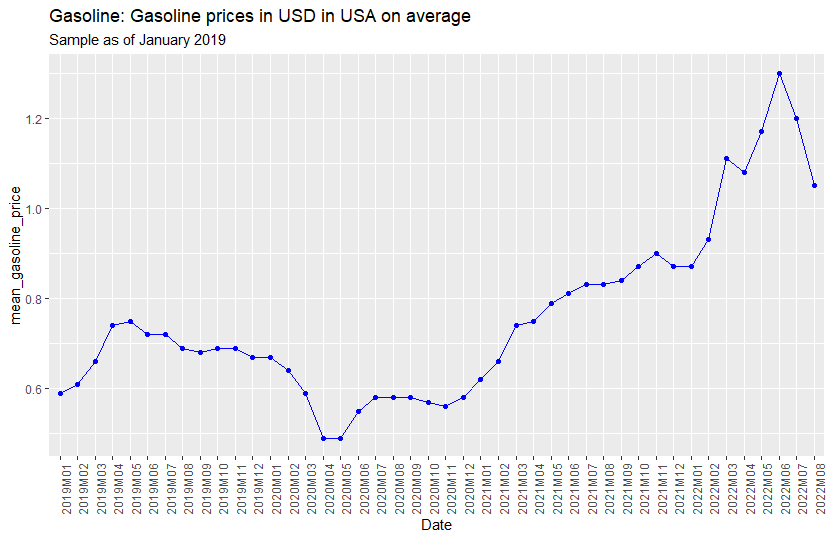 Gasoline: Gasoline prices in USD in USA on average
Sample as of January 2019
mean_gasoline_price
1.2
1.0
0.8
0.6
2019M01
2019M02
2019M03
2019M04
2019M05
2019M06
2019M07
2019M08
2019M09
2019M10
2019M11
2019M12
2020M01
2020M02
2020M03
2020M04
2020M05
2020M06
2020M07
2020M08
2020M09
2020M10
2020M11
2020M12
2021M01
2021M02
2021M03
2021M04
2021M05
2021M06
2021M07
2021M08
2021M09
2021M10
2021M11
2021M12
2022M01
2022M02
2022M03
2022M04
2022M05
2022M06
2022M07
2022M08
Date